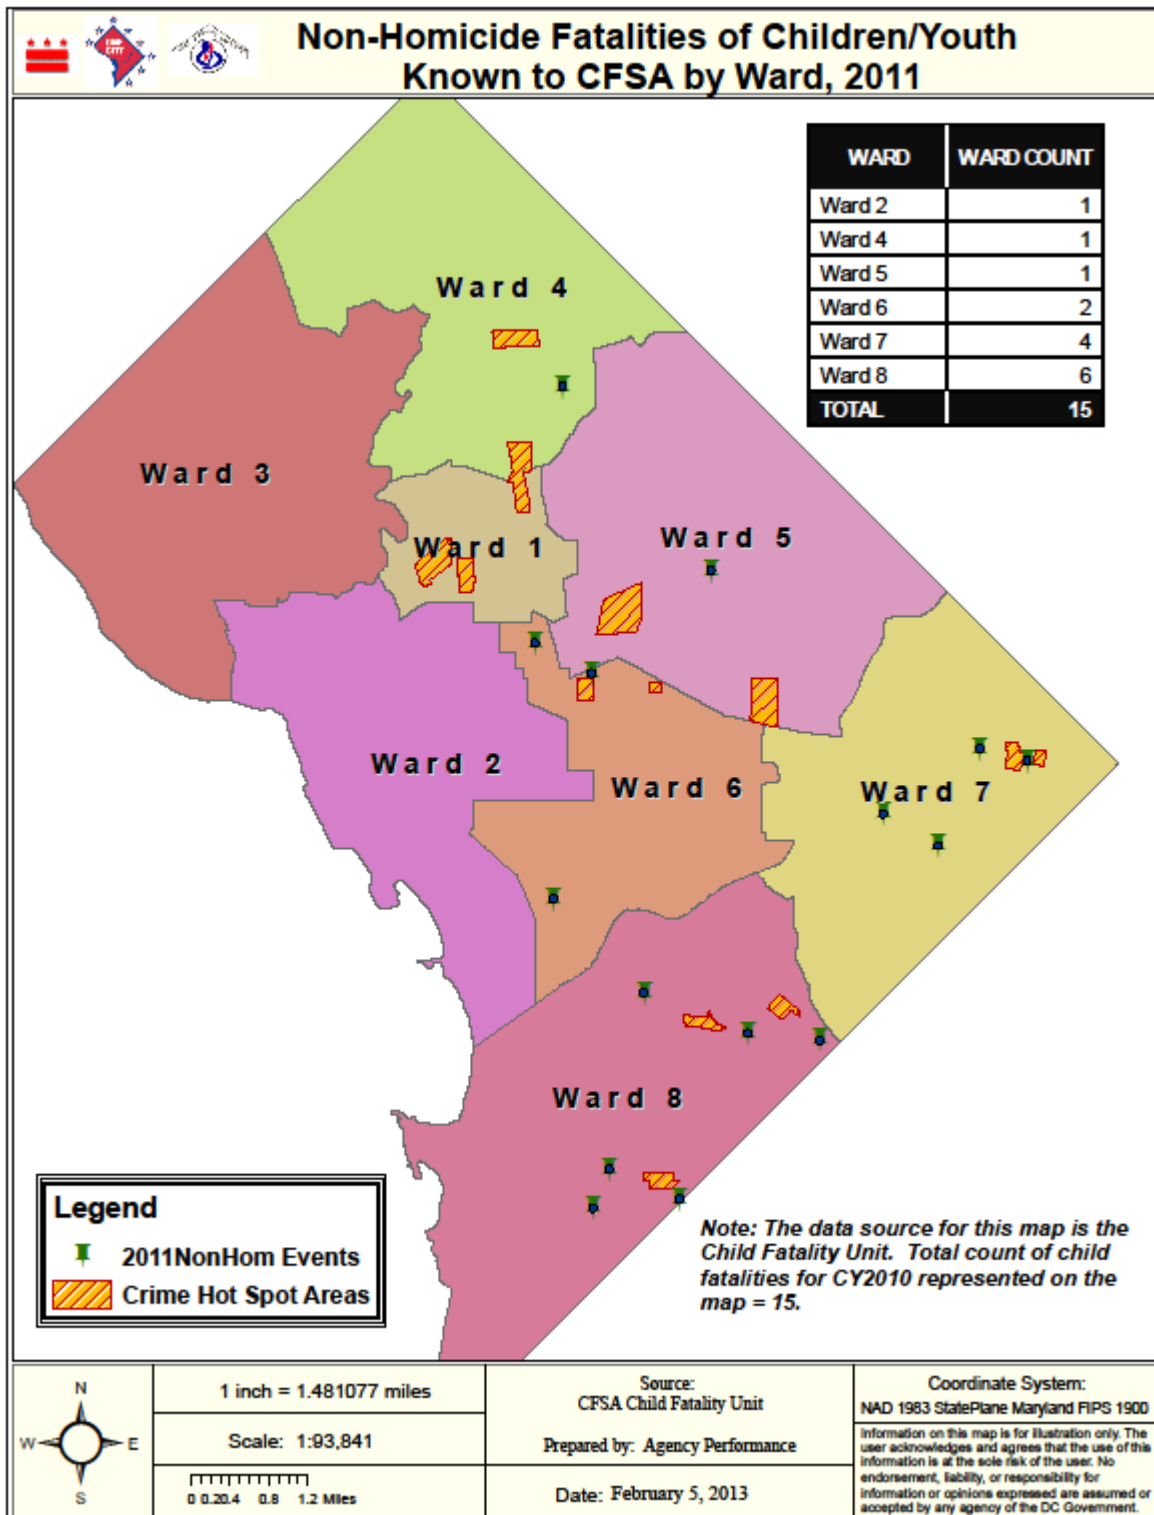 Non-Homicide Fatalities of Children/Youth
Known to CFSA by Ward, 2011
WARD WARD COUNT
Ward 2 1
Ward 4 1
Ward 5 1
Ward 6 2
Ward 7 4
Ward 8 6
TOTAL 15
Ward 4
Ward 3
Ward 5
Ward 1
Ward 2
Ward 6
Ward 7
Ward 8
Legend
2011NonHom Events
Crime Hot Spot Areas
Note: The data source for this map is the
Child Fatality Unit. Total count of child
fatalities for CY2010 represented on the
map = 15.
N
W E
S
1 inch = 1.481077 miles
Scale: 1:93,841
0 0.20.4 0.8 1.2 Miles
Source:
CFSA Child Fatality Unit
Prepared by: Agency Performance
Date: February 5, 2013
Coordinate System:
NAD 1983 StatePlane Maryland FIPS 1900
Information on this map is for illustration only. The
user acknowledges and agrees that the use of this
information is at the sole risk of the user. No
endorsement, liability, or responsibility for
information or opinions expressed are assumed or
accepted by any agency of the DC Government.